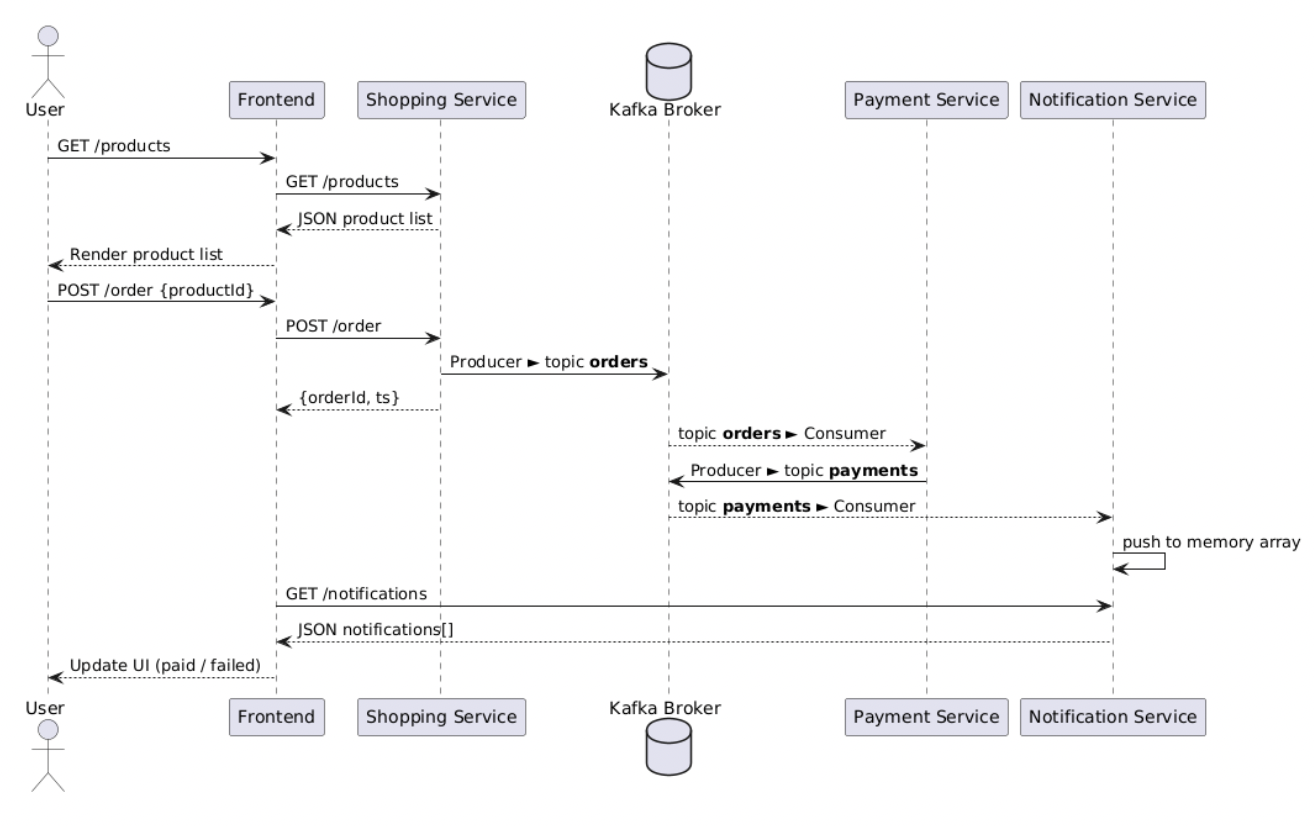 User
Frontend
Shopping Service
Kafka Broker
Payment Service
Notification Service
GET /products
GET /products
JSON product list
Render product list
POST /order {productId}
POST /order
Producer ► topic orders
{orderId, ts}
topic orders ► Consumer
Producer ► topic payments
topic payments ► Consumer
push to memory array
GET /notifications
JSON notifications[]
Update UI (paid / failed)
User
Frontend
Shopping Service
Kafka Broker
Payment Service
Notification Service